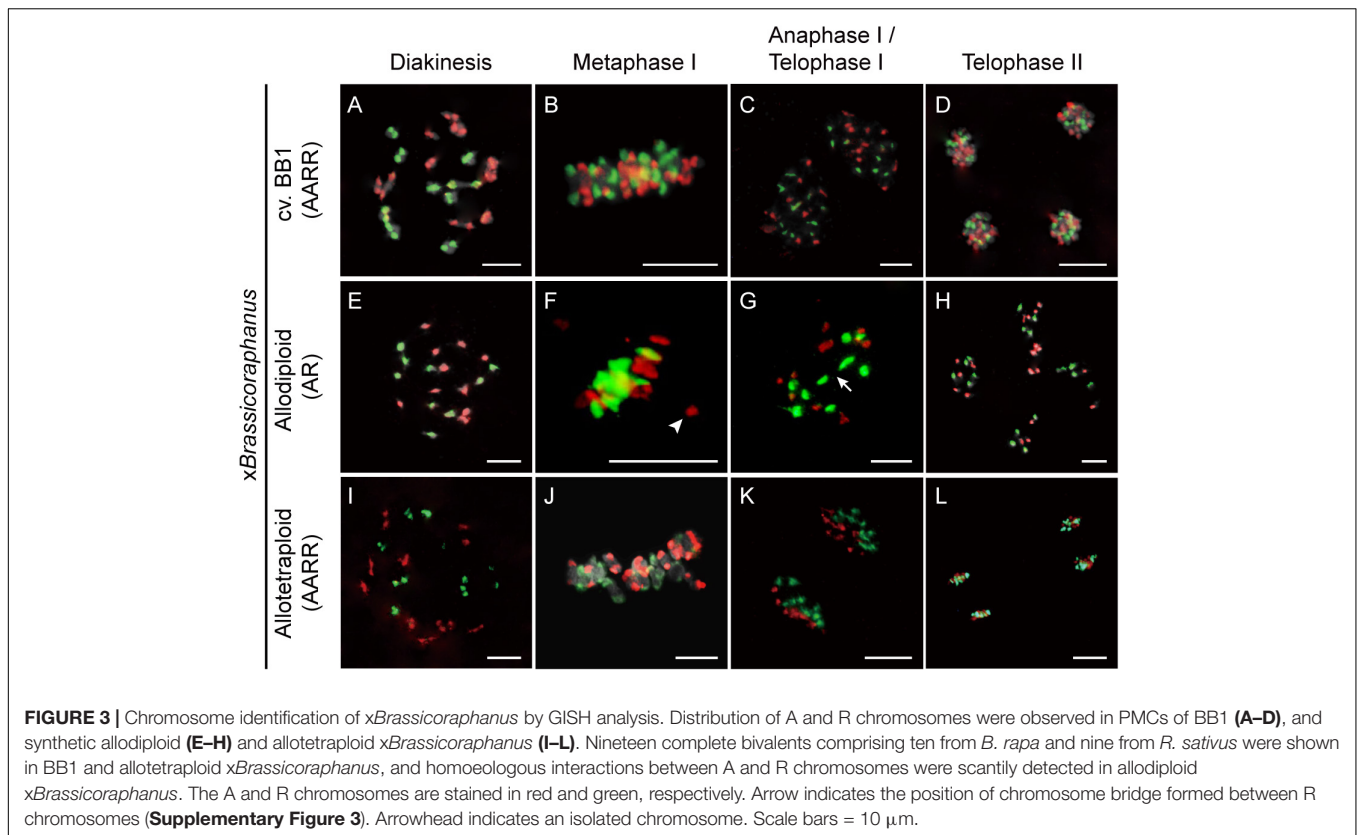 Diakinesis
Metaphase I
Anaphase I /
Telophase I
Telophase II
xBrassicoraphanus
cv. BB1
(AARR)
A
B
C
D
Allodiploid
(AR)
E
F
G
H
Allotetraploid
(AARR)
I
J
K
L
FIGURE 3 | Chromosome identification of xBrassicoraphanus by GISH analysis. Distribution of A and R chromosomes were observed in PMCs of BB1 (A–D), and
synthetic allodiploid (E–H) and allotetraploid xBrassicoraphanus (I–L). Nineteen complete bivalents comprising ten from B. rapa and nine from R. sativus were shown
in BB1 and allotetraploid xBrassicoraphanus, and homoeologous interactions between A and R chromosomes were scantily detected in allodiploid
xBrassicoraphanus. The A and R chromosomes are stained in red and green, respectively. Arrow indicates the position of chromosome bridge formed between R
chromosomes (Supplementary Figure 3). Arrowhead indicates an isolated chromosome. Scale bars = 10 μm.